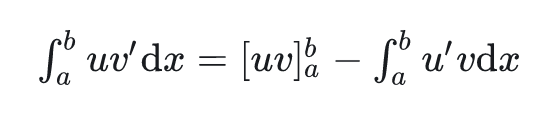 ∫_a^b uv′dx = [uv]_a^b − ∫_a^b u′vdx